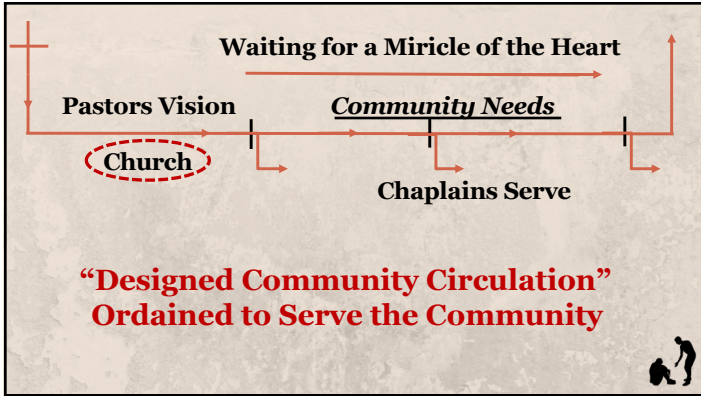 Waiting for a Miricle of the Heart
Pastors Vision
Community Needs
Church
Chaplains Serve
“Designed Community Circulation”
Ordained to Serve the Community